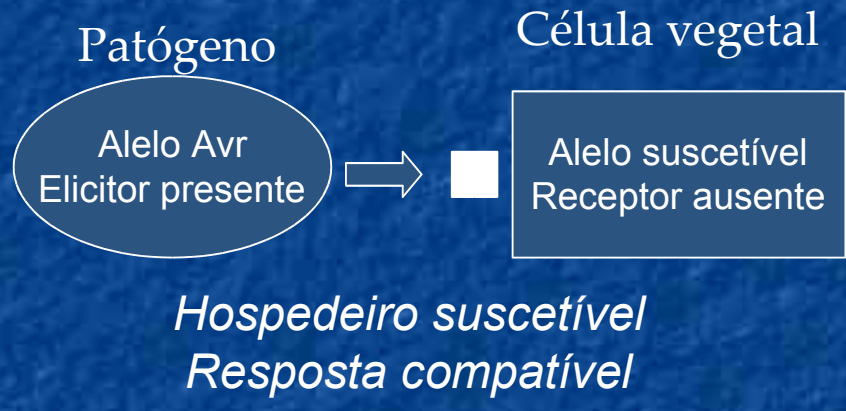 Patógeno
Célula vegetal
Alelo Avr
Elicitor presente
Alelo suscetível
Receptor ausente
Hospedeiro suscetível
Resposta compatível